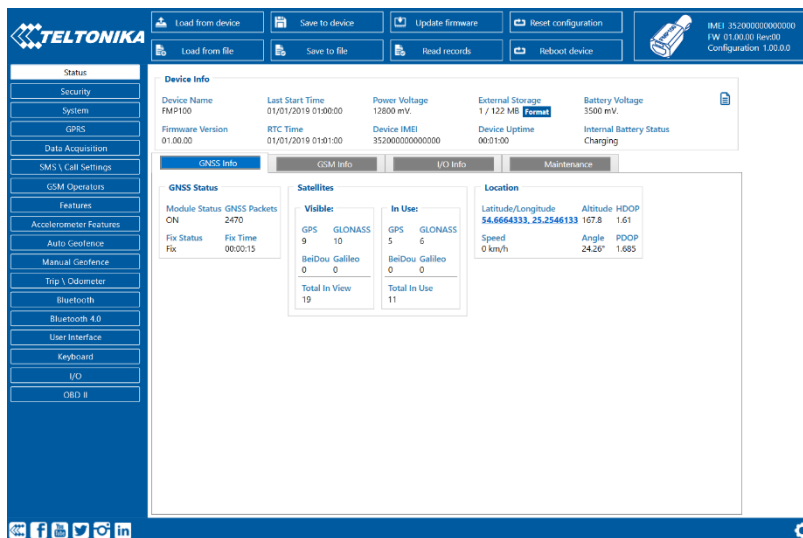 TELTONIKA
Load from device
Save to device
Update firmware
Reset configuration
Load from file
Save to file
Read records
Reboot device
IMEI 352000000000000
FW 01.00.00 Rev:00
Configuration 1.00.0.0
Status
Security
System
GPRS
Data Acquisition
SMS \ Call Settings
GSM Operators
Features
Accelerometer Features
Auto Geofence
Manual Geofence
Trip \ Odometer
Bluetooth
Bluetooth 4.0
User Interface
Keyboard
I/O
OBD II
Device Info
Device Name Last Start Time Power Voltage External Storage Battery Voltage
FMP100 01/01/2019 01:00:00 12800 mV. 1 / 122 MB Format 3500 mV.
Firmware Version RTC Time Device IMEI Device Uptime Internal Battery Status
01.00.00 01/01/2019 01:01:00 352000000000000 00:01:00 Charging
GNSS Info GSM Info I/O Info Maintenance
GNSS Status
Module Status GNSS Packets
ON 2470
Fix Status Fix Time
Fix 00:00:15
Satellites
Visible:
GPS GLONASS
9 10
BeiDou Galileo
0 0
Total In View
19
In Use:
GPS GLONASS
5 6
BeiDou Galileo
0 0
Total In Use
11
Location
Latitude/Longitude Altitude HDOP
54.6664333, 25.2546133 167.8 1.61
Speed Angle PDOP
0 km/h 24.26° 1.685